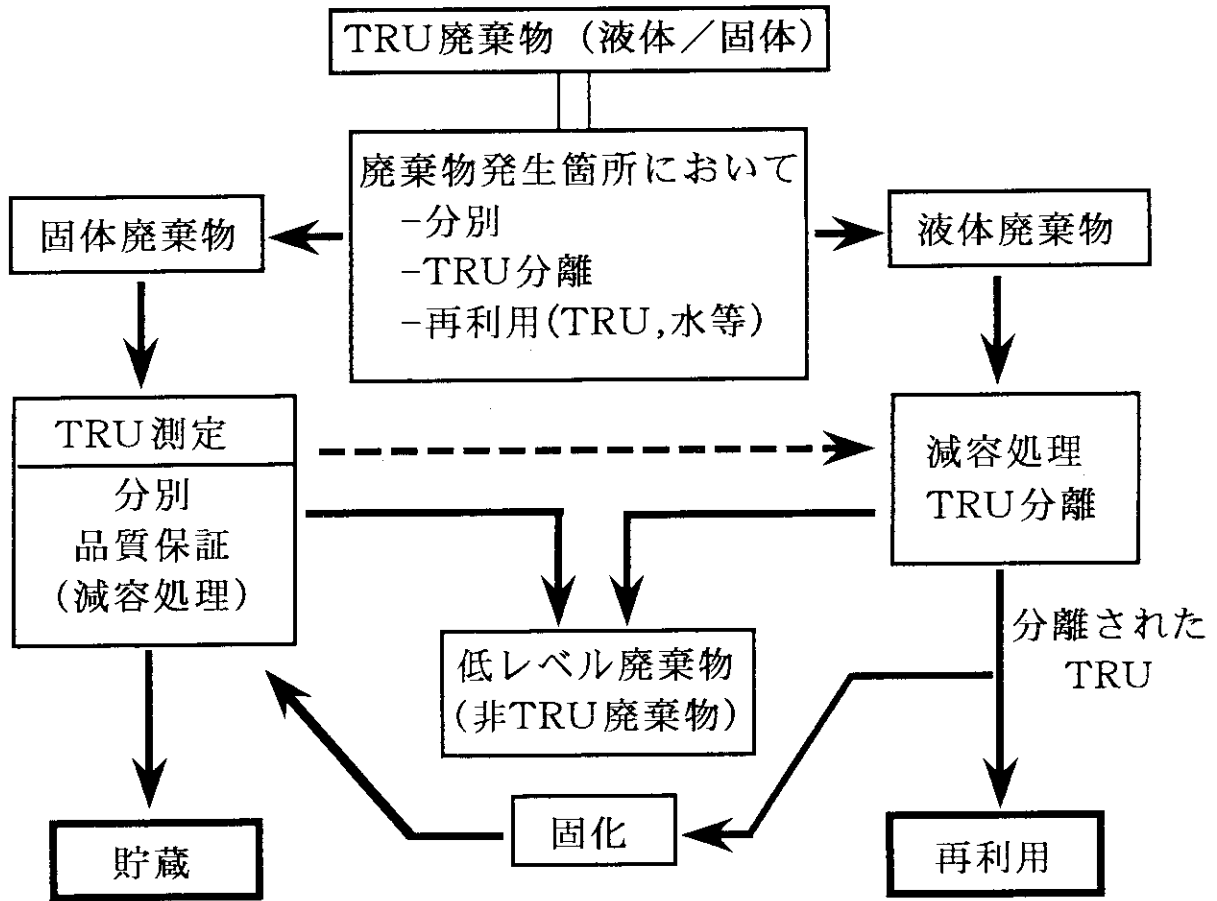 TRU廃棄物（液体／固体）
廃棄物発生箇所において
−分別
−TRU分離
−再利用(TRU,水等)
固体廃棄物
液体廃棄物
TRU測定
分別
品質保証
(減容処理)
減容処理
TRU分離
低レベル廃棄物
(非TRU廃棄物)
分離された
TRU
固化
貯蔵
再利用